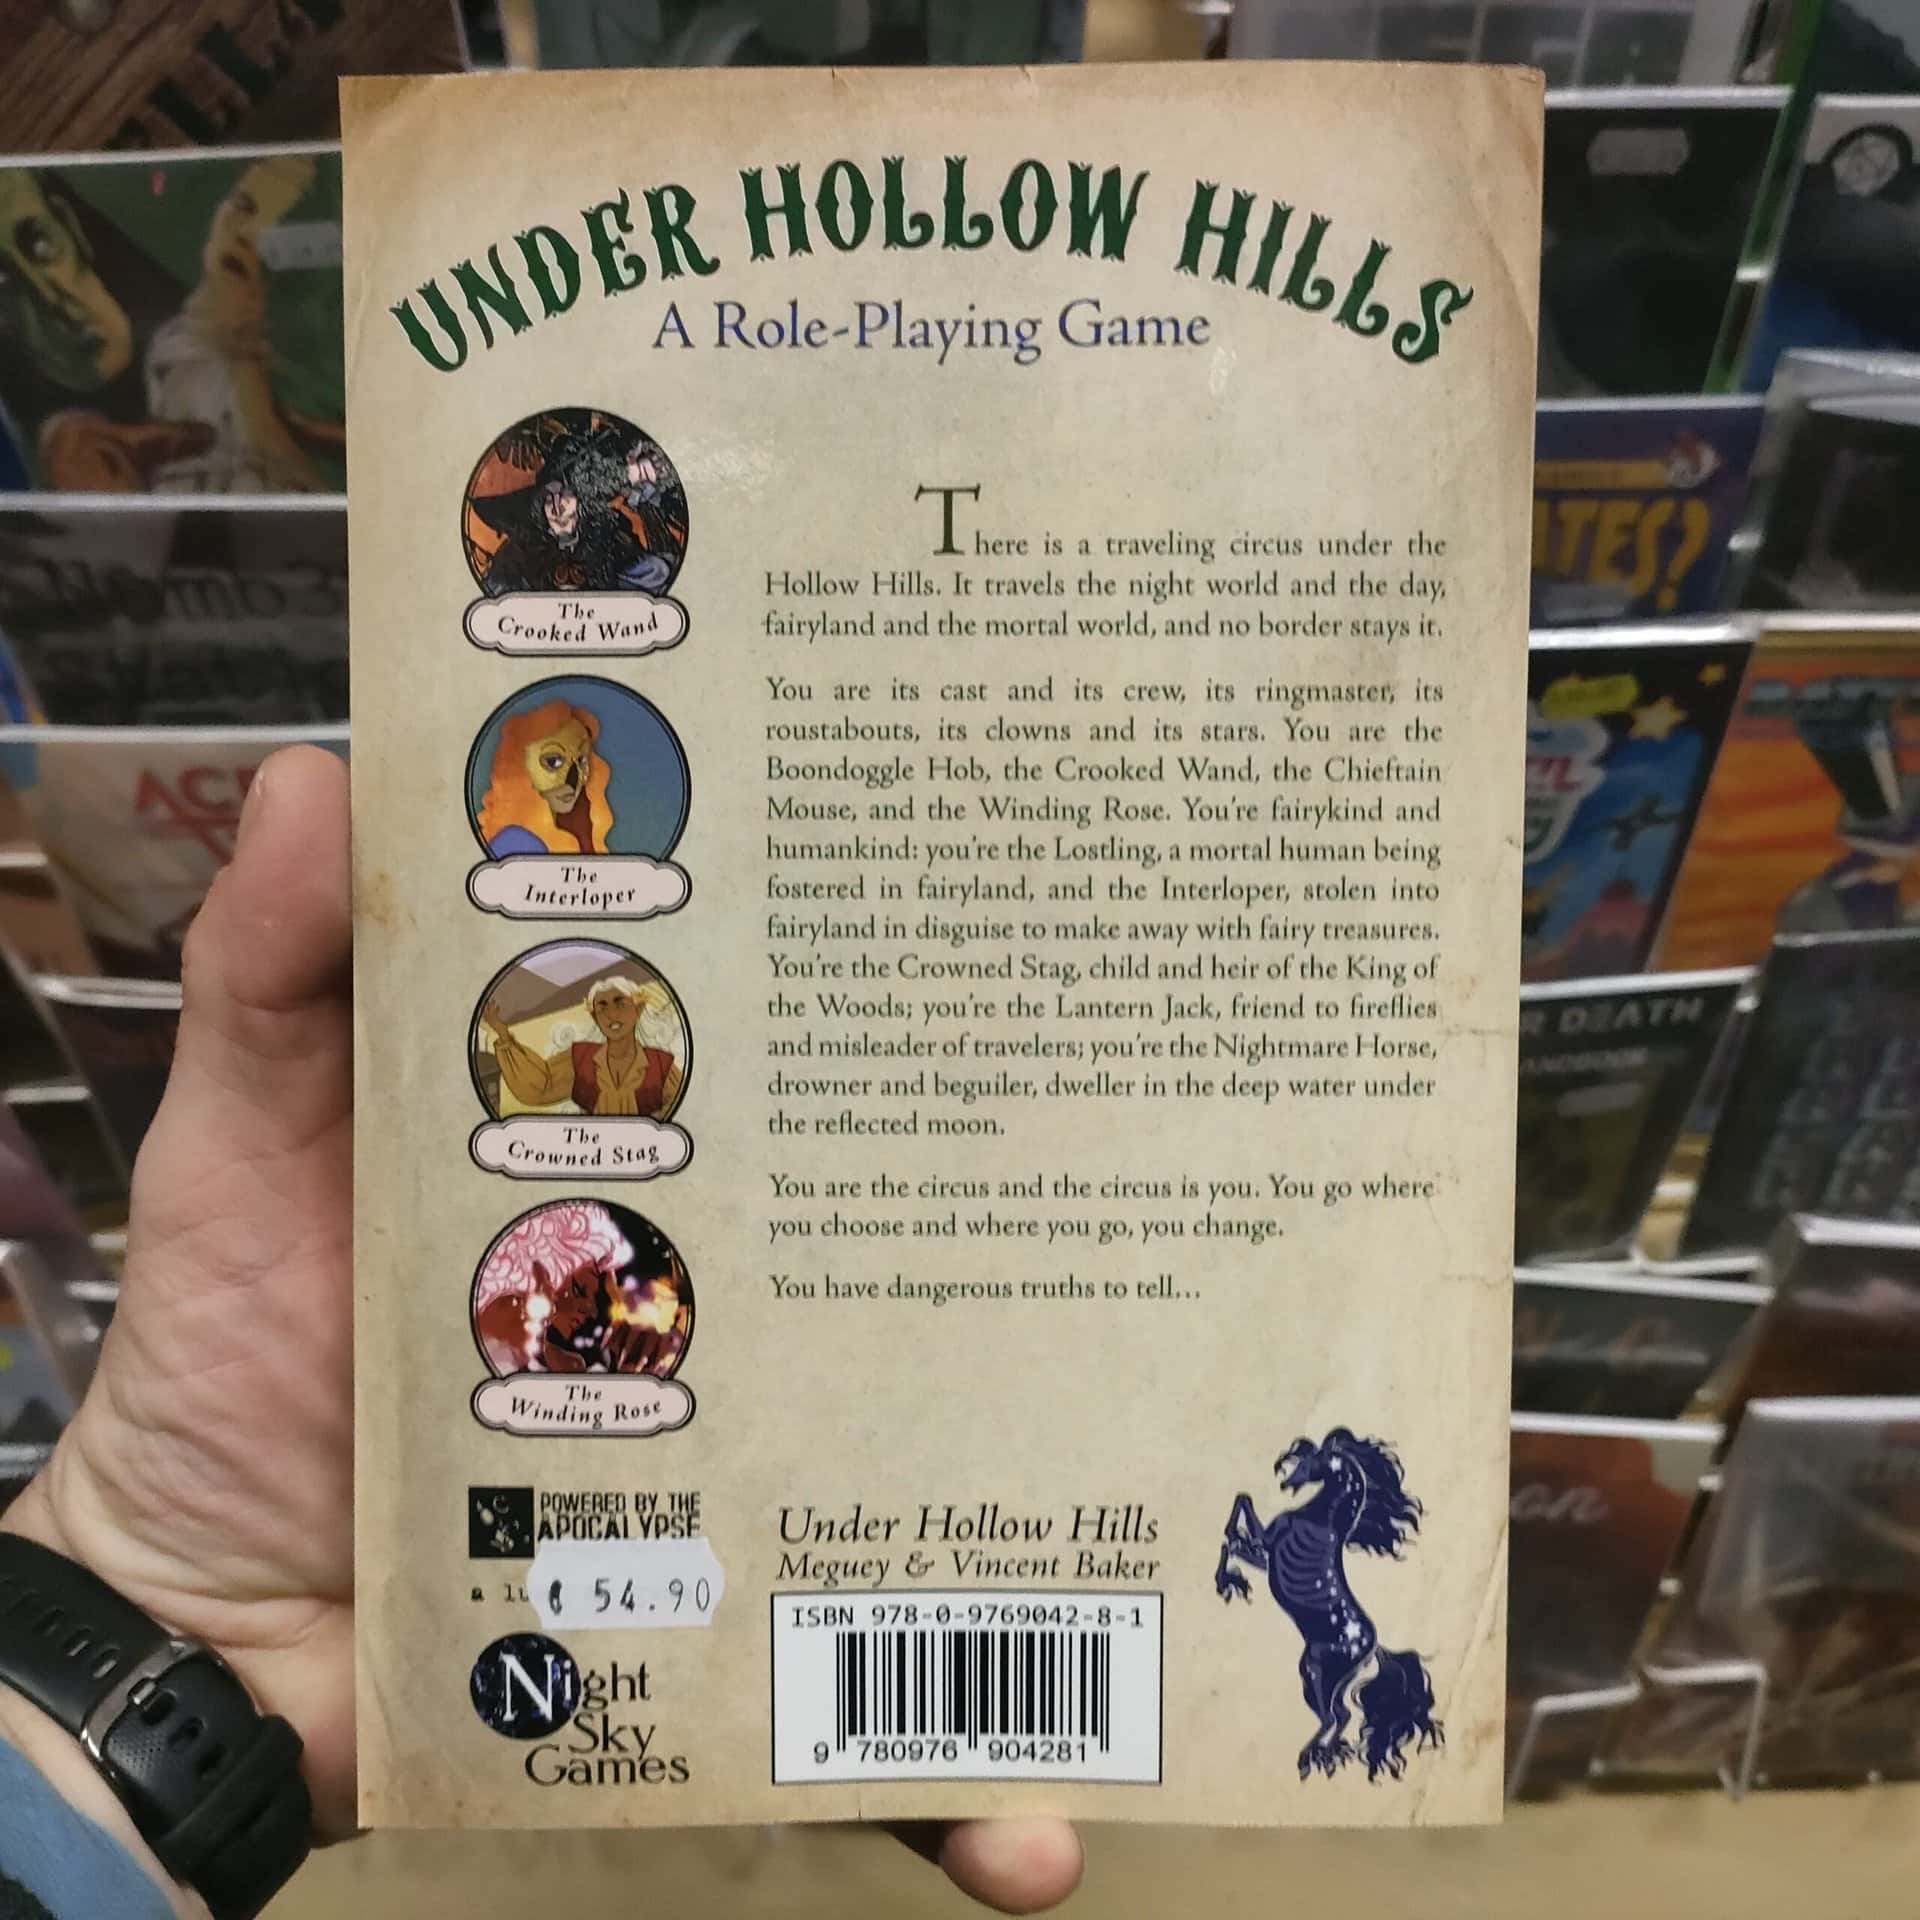 UNDER HOLLOW HILLS
A Role-Playing Game
The
Crooked Wand
The
Interloper
The
Crowned Stag
The
Winding Rose
There is a traveling circus under the
Hollow Hills. It travels the night world and the day,
fairyland and the mortal world, and no border stays it.
You are its cast and its crew, its ringmaster, its
roustabouts, its clowns and its stars. You are the
Boondoggle Hob, the Crooked Wand, the Chieftain
Mouse, and the Winding Rose. You're fairykind and
humankind: you're the Lostling, a mortal human being
fostered in fairyland, and the Interloper, stolen into
fairyland in disguise to make away with fairy treasures.
You're the Crowned Stag, child and heir of the King of
the Woods; you're the Lantern Jack, friend to fireflies
and misleader of travelers; you're the Nightmare Horse,
drowner and beguiler, dweller in the deep water under
the reflected moon.
You are the circus and the circus is you. You go where
you choose and where you go, you change.
You have dangerous truths to tell...
POWERED BY THE
APOCALYPSE
a
€ 54.90
Night
Sky
Games
Under Hollow Hills
Meguey & Vincent Baker
ISBN 978-0-9769042-8-1
9 780976 904281
DEATH